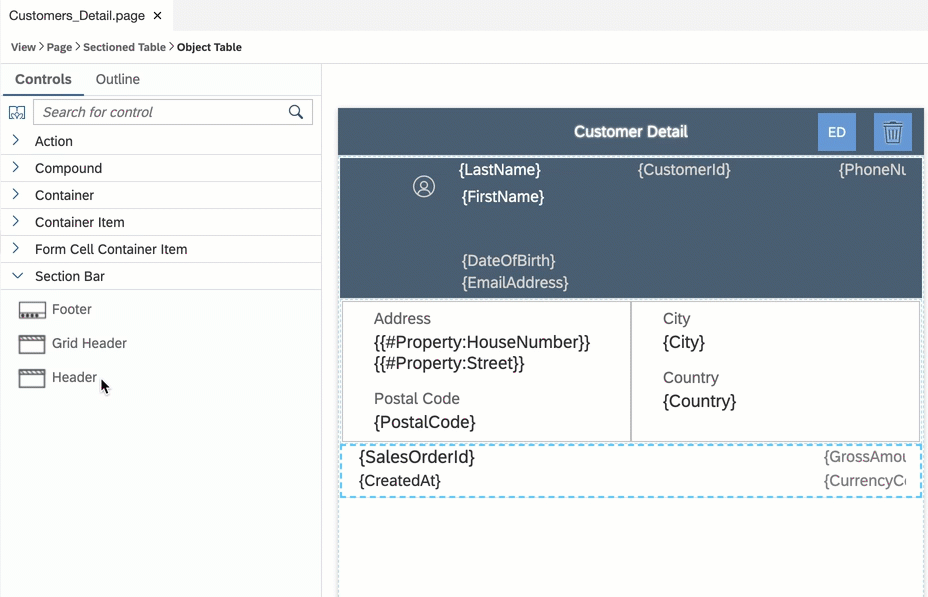 Customers_Detail.page ×
View > Page > Sectioned Table > Object Table
Controls Outline
Search for control
Action
Compound
Container
Container Item
Form Cell Container Item
Section Bar
Footer
Grid Header
Header
Customer Detail ED
{LastName} {CustomerId} {PhoneNu
{FirstName}
{DateOfBirth}
{EmailAddress}
Address
{{#Property:HouseNumber}}
{{#Property:Street}}
Postal Code
{PostalCode}
City
{City}
Country
{Country}
{SalesOrderId} {GrossAmou
{CreatedAt} {CurrencyCo